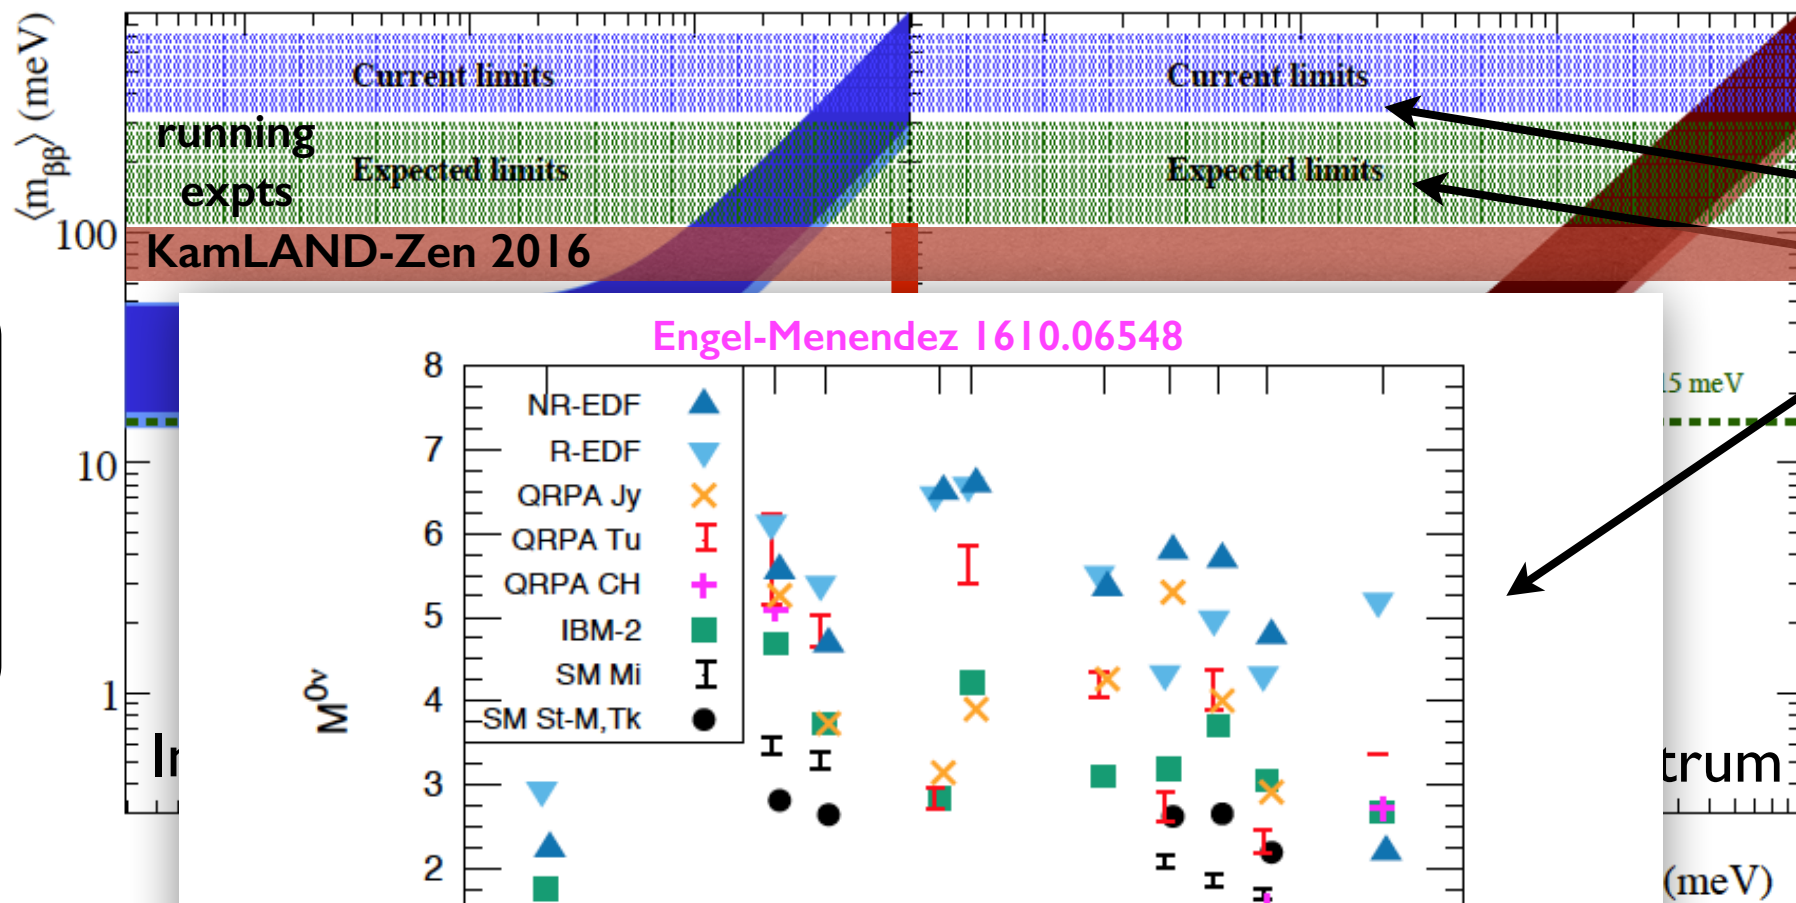 ⟨mββ⟩ (meV)
Current limits
Current limits
running
expts
Expected limits
Expected limits
100
KamLAND-Zen 2016
Engel-Menendez 1610.06548
15 meV
10
1
8
7
6
5
4
3
2
M0ν
NR-EDF
R-EDF
QRPA Jy
QRPA Tu
QRPA CH
IBM-2
SM Mi
SM St-M,Tk
trum
(meV)